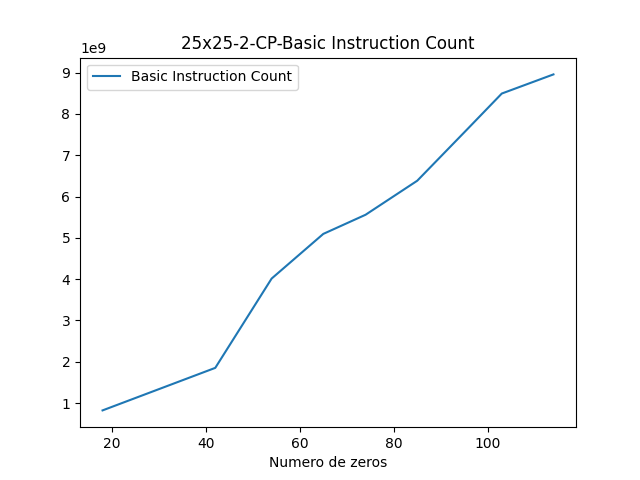 25x25-2-CP-Basic Instruction Count
1e9
Basic Instruction Count
9
8
7
6
5
4
3
2
1
20 40 60 80 100
Numero de zeros